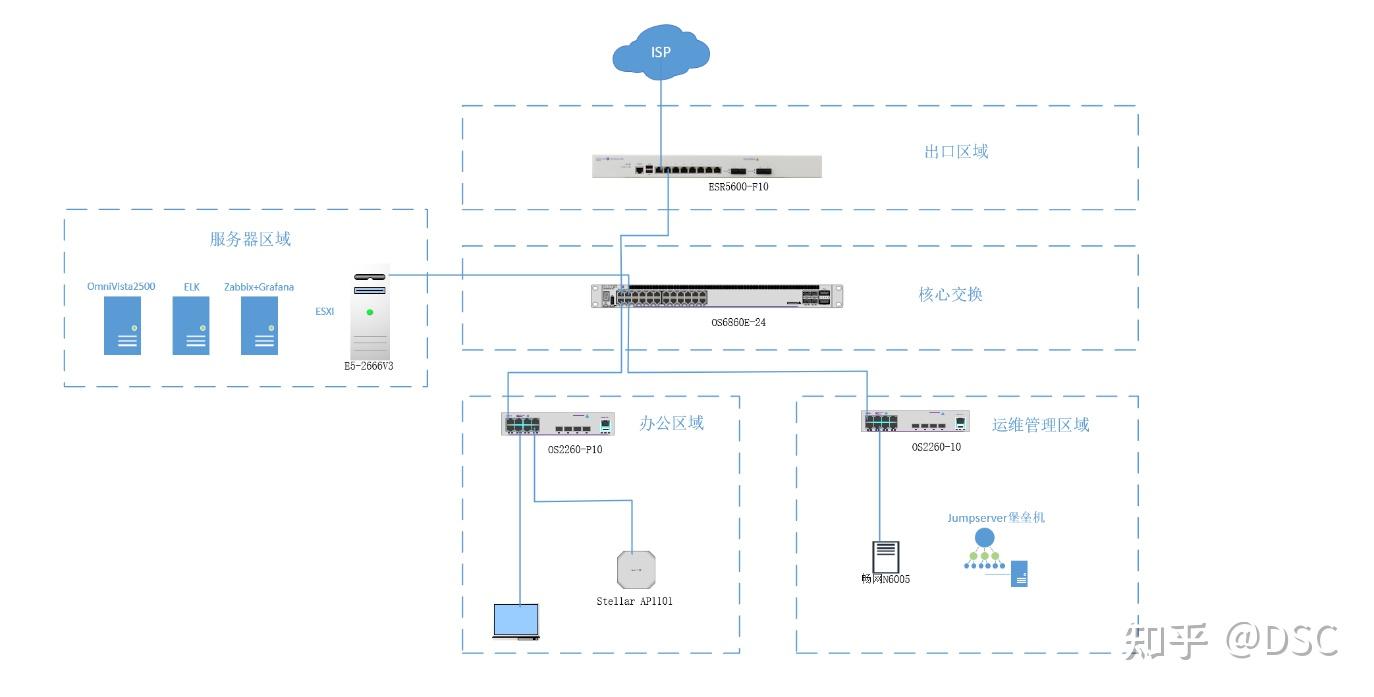 ISP
出口区域
ESR5600-F10
服务器区域
OmniVista2500
ELK
Zabbix+Grafana
ESXI
E5-2666V3
核心交换
OS6860E-24
办公区域
OS2260-P10
Stellar AP1101
运维管理区域
OS2260-10
Jumpserver堡垒机
畅网N6005
知乎 @DSC